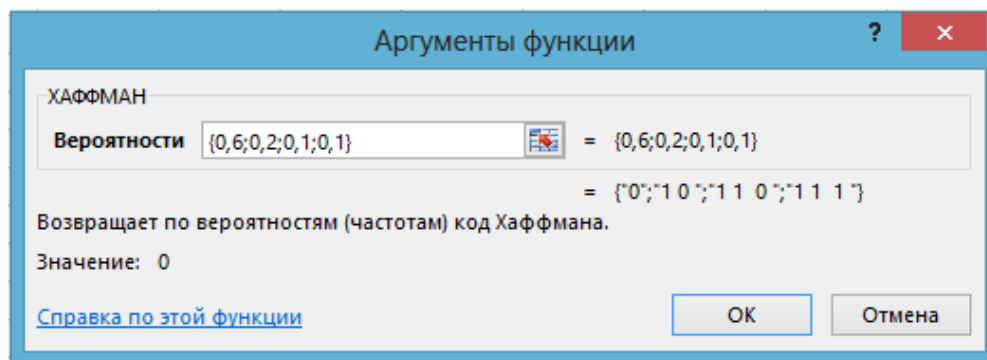 Аргументы функции
?
×
ХАФФМАН
Вероятности {0,6;0,2;0,1;0,1} = {0,6;0,2;0,1;0,1}
= {"0";"1 0 ";"1 1  0 ";"1 1  1 "}
Возвращает по вероятностям (частотам) код Хаффмана.
Значение: 0
Справка по этой функции
ОК
Отмена